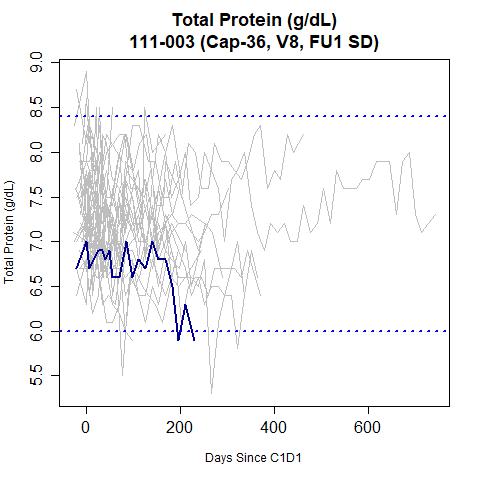 Total Protein (g/dL)
111-003 (Cap-36, V8, FU1 SD)
Total Protein (g/dL)
9.0
8.5
8.0
7.5
7.0
6.5
6.0
5.5
0 200 400 600
Days Since C1D1